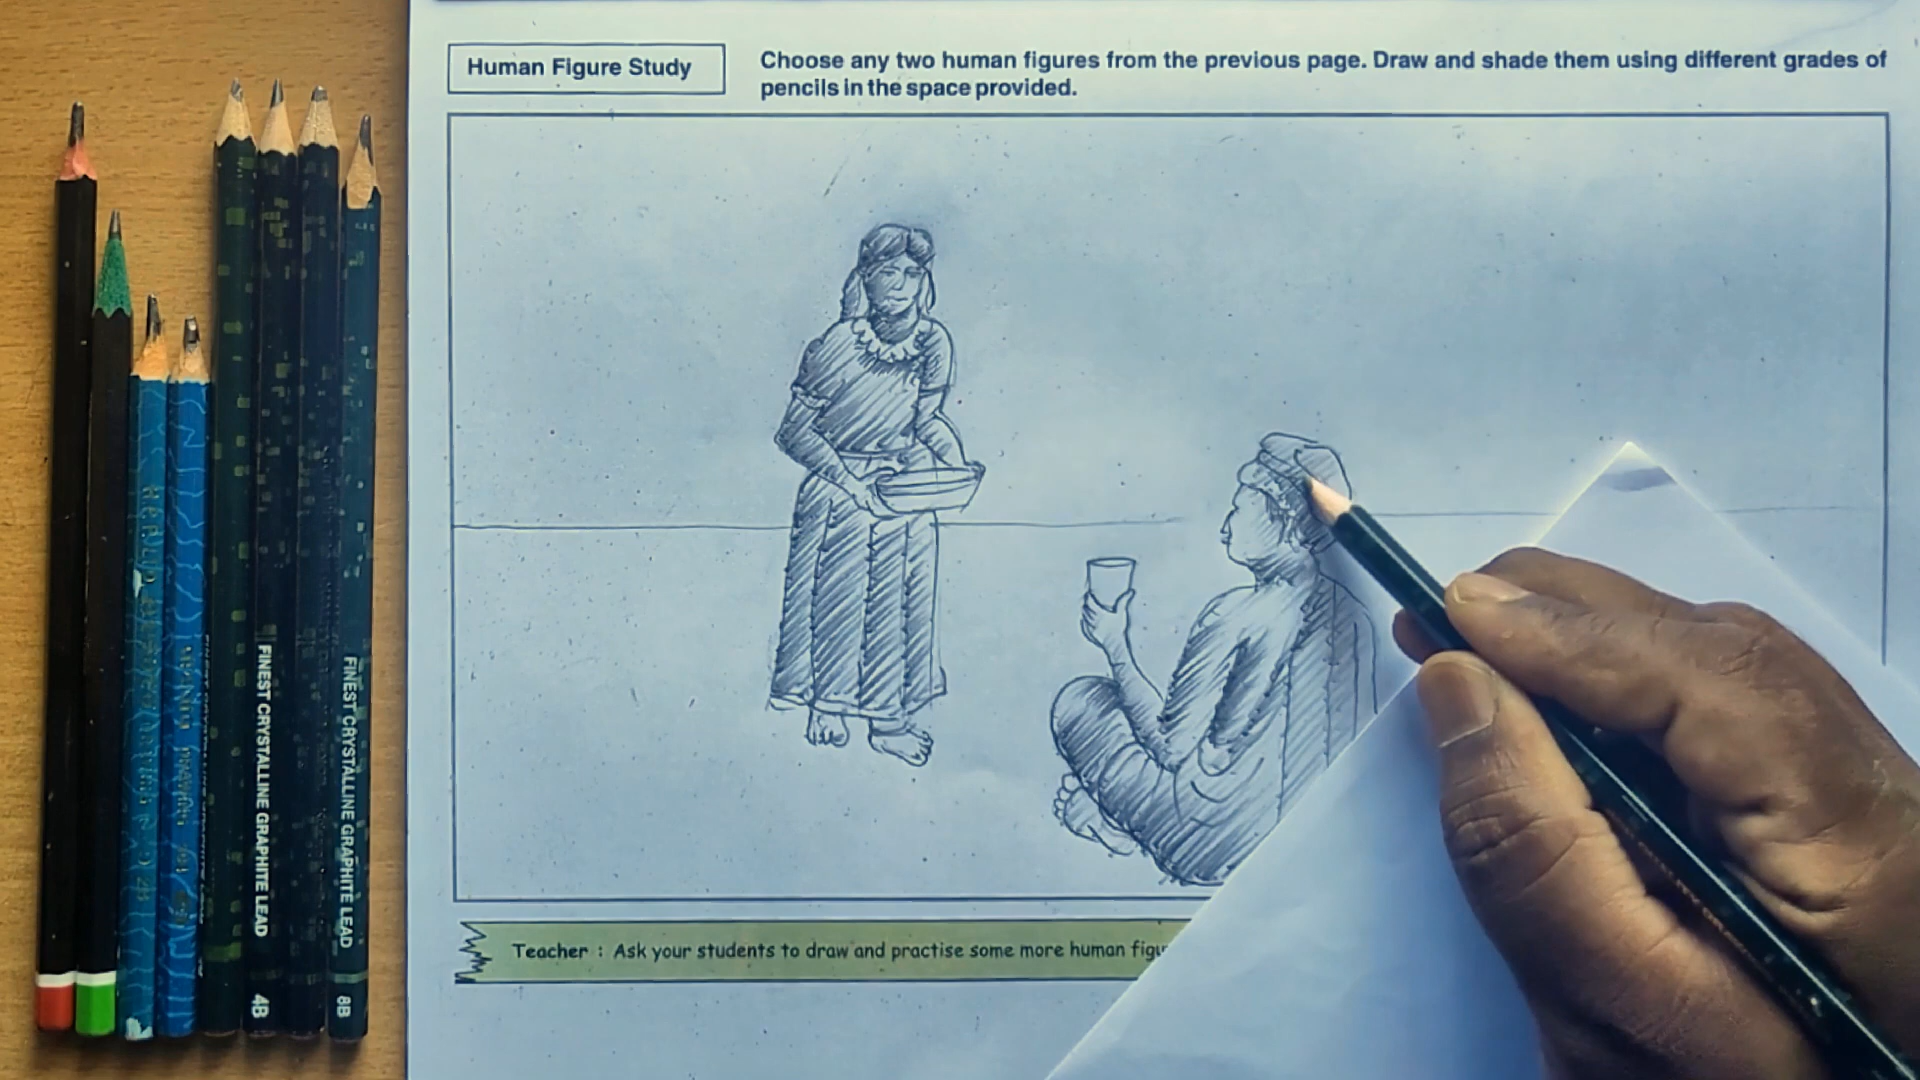 Human Figure Study
Choose any two human figures from the previous page. Draw and shade them using different grades of
pencils in the space provided.
Teacher : Ask your students to draw and practise some more human
FINEST CRYSTALLINE GRAPHITE LEAD 4B
FINEST CRYSTALLINE GRAPHITE LEAD 8B